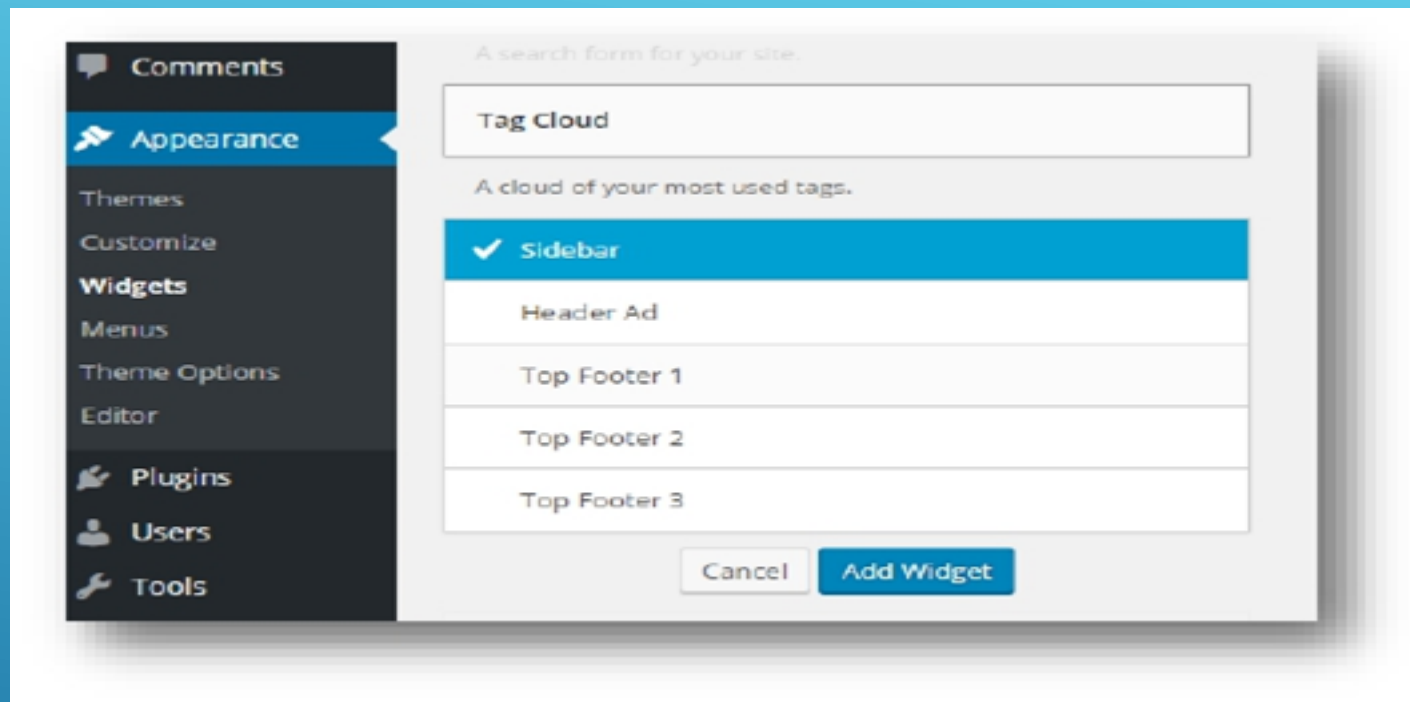 Comments
Appearance
Themes
Customize
Widgets
Menus
Theme Options
Editor
Plugins
Users
Tools
A search form for your site.
Tag Cloud
A cloud of your most used tags.
Sidebar
Header Ad
Top Footer 1
Top Footer 2
Top Footer 3
Cancel
Add Widget